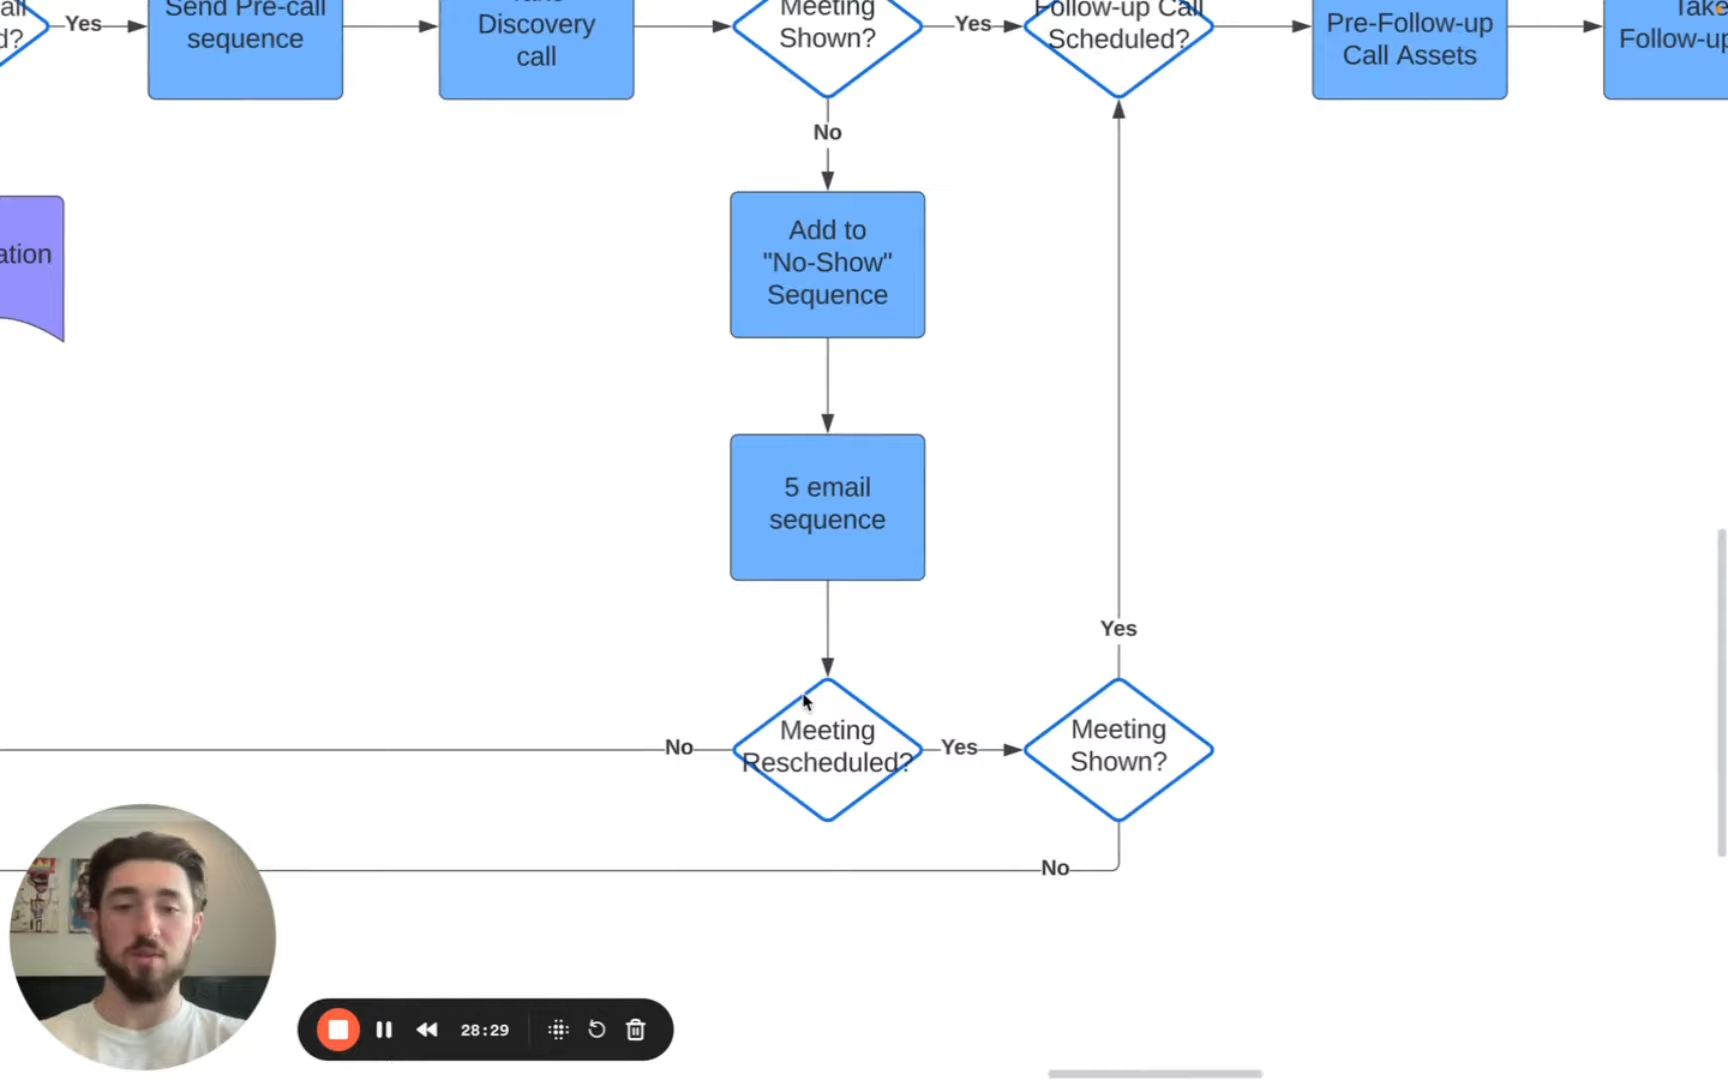 all
d?
Yes
Send Pre-call
sequence
Take
Discovery
call
Meeting
Shown?
Yes
Follow-up Call
Scheduled?
Pre-Follow-up
Call Assets
Take
Follow-up
No
ation
Add to
"No-Show"
Sequence
5 email
sequence
Yes
No
Meeting
Rescheduled?
Yes
Meeting
Shown?
No
28:29